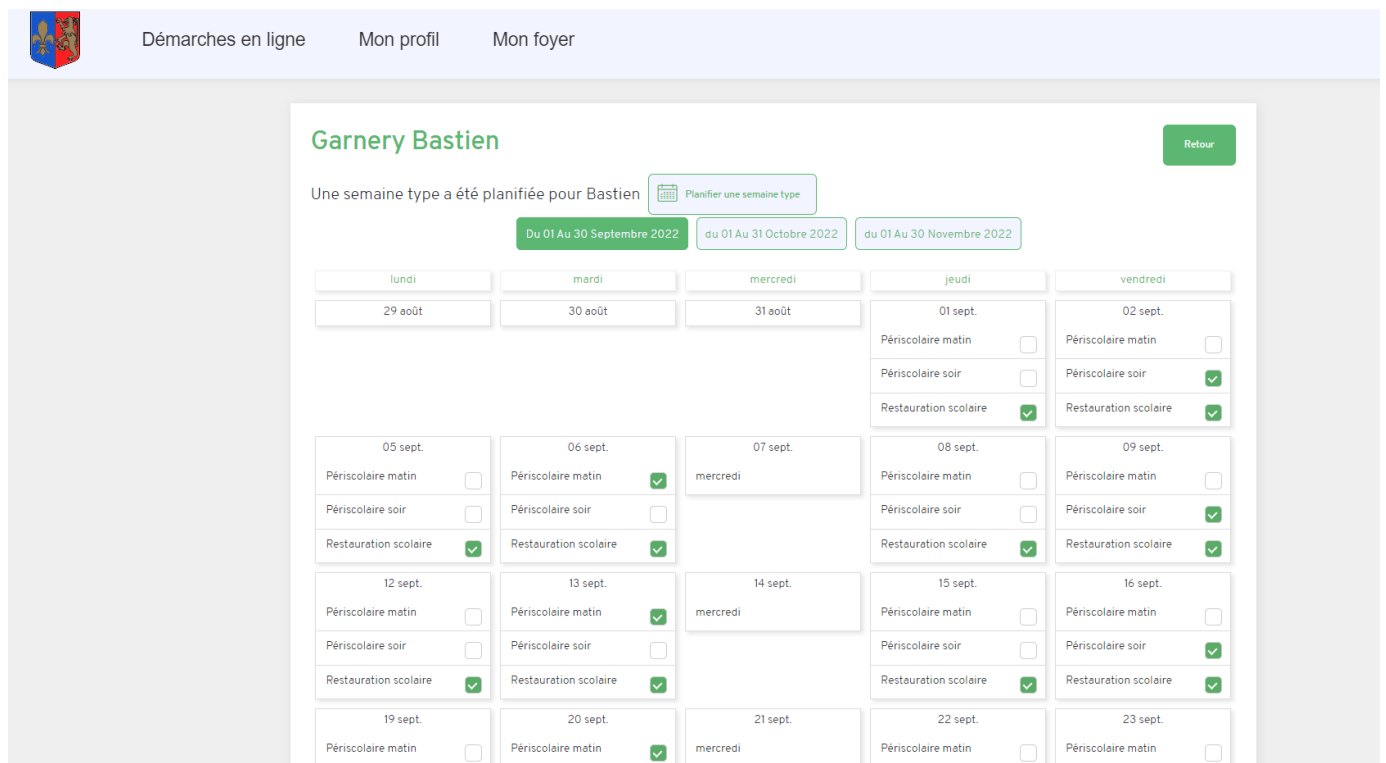 Démarches en ligne Mon profil Mon foyer
Garnery Bastien
Retour
Une semaine type a été planifiée pour Bastien Planifier une semaine type
Du 01 Au 30 Septembre 2022 du 01 Au 31 Octobre 2022 du 01 Au 30 Novembre 2022
lundi mardi mercredi jeudi vendredi
29 août 30 août 31 août 01 sept. 02 sept.
Périscolaire matin Périscolaire matin
Périscolaire soir Périscolaire soir
Restauration scolaire Restauration scolaire
05 sept. 06 sept. 07 sept. 08 sept. 09 sept.
Périscolaire matin Périscolaire matin mercredi Périscolaire matin Périscolaire matin
Périscolaire soir Périscolaire soir Périscolaire soir Périscolaire soir
Restauration scolaire Restauration scolaire Restauration scolaire Restauration scolaire
12 sept. 13 sept. 14 sept. 15 sept. 16 sept.
Périscolaire matin Périscolaire matin mercredi Périscolaire matin Périscolaire matin
Périscolaire soir Périscolaire soir Périscolaire soir Périscolaire soir
Restauration scolaire Restauration scolaire Restauration scolaire Restauration scolaire
19 sept. 20 sept. 21 sept. 22 sept. 23 sept.
Périscolaire matin Périscolaire matin mercredi Périscolaire matin Périscolaire matin